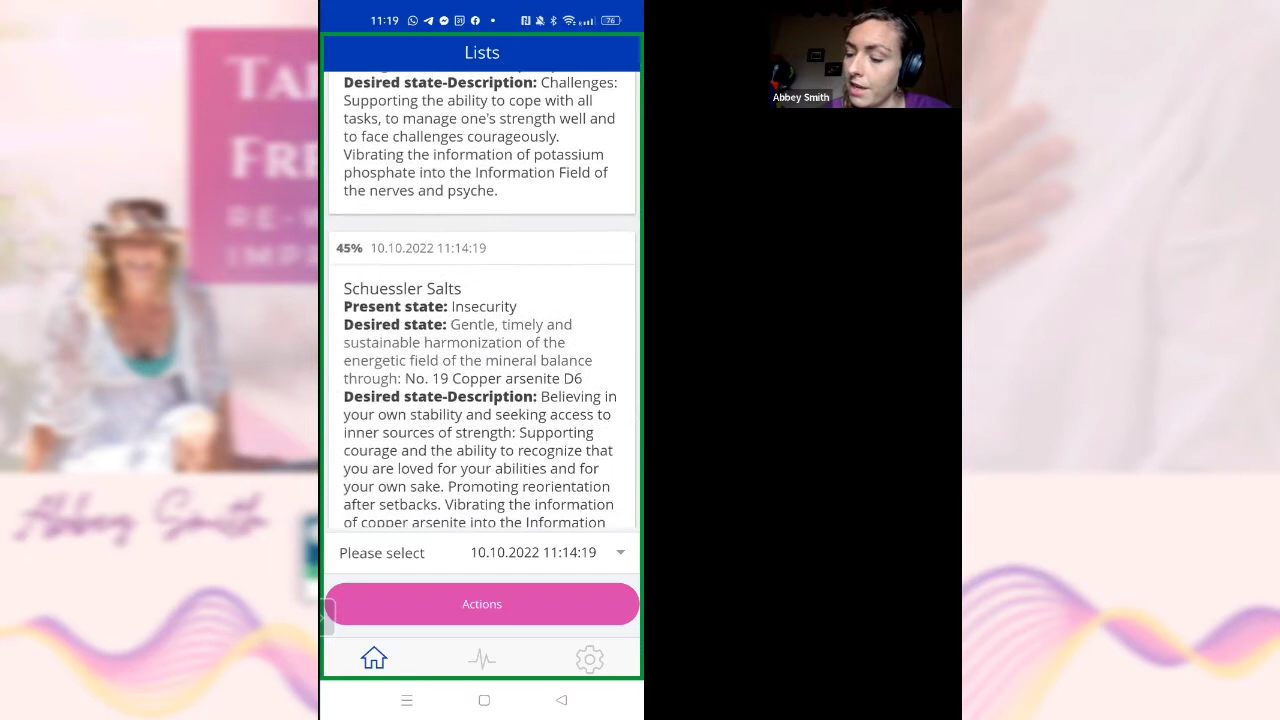 11:19
31
76
Lists
Desired state-Description: Challenges:
Supporting the ability to cope with all
tasks, to manage one's strength well and
to face challenges courageously.
Vibrating the information of potassium
phosphate into the Information Field of
the nerves and psyche.
45% 10.10.2022 11:14:19
Schuessler Salts
Present state: Insecurity
Desired state: Gentle, timely and
sustainable harmonization of the
energetic field of the mineral balance
through: No. 19 Copper arsenite D6
Desired state-Description: Believing in
your own stability and seeking access to
inner sources of strength: Supporting
courage and the ability to recognize that
you are loved for your abilities and for
your own sake. Promoting reorientation
after setbacks. Vibrating the information
of copper arsenite into the Information
Please select 10.10.2022 11:14:19
Actions
Abbey Smith
Abbey Smith